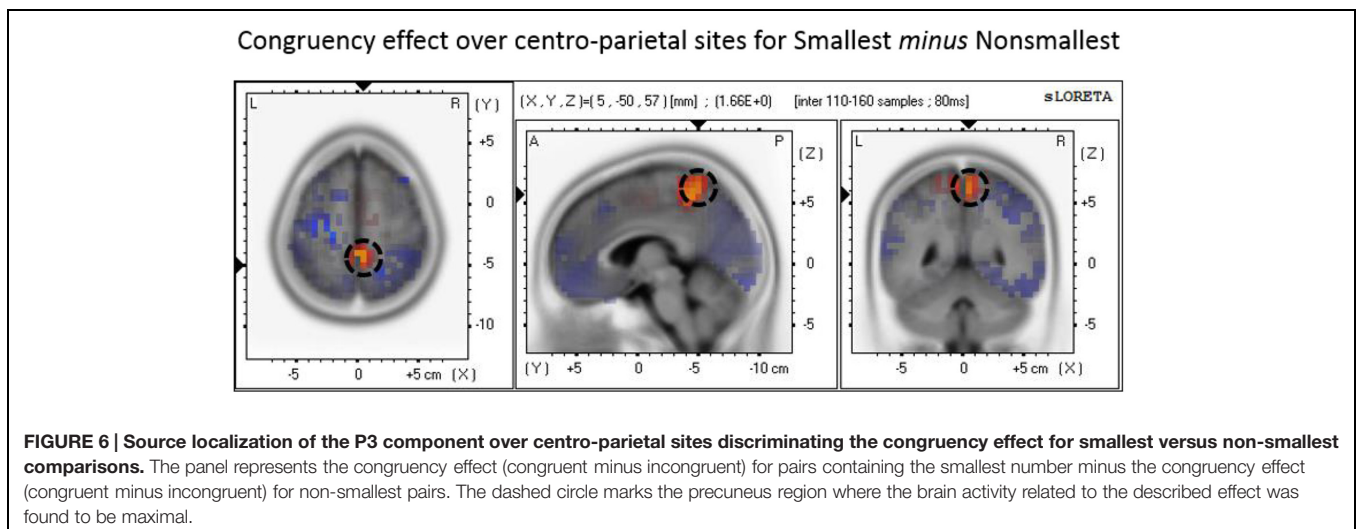 Congruency effect over centro-parietal sites for Smallest minus Nonsmallest
(X,Y,Z)=( 5 , -50 , 57 ) [mm] ; (1.66E+0) [inter 110-160 samples ; 80ms] sLORETA
L R (Y)
+5
0
-5
-10
-5 0 +5 cm (X)
A P (Z)
+5
0
-5
(Y) +5 0 -5 -10 cm
L R (Z)
+5
0
-5
-5 0 +5 cm (X)
FIGURE 6 | Source localization of the P3 component over centro-parietal sites discriminating the congruency effect for smallest versus non-smallest
comparisons. The panel represents the congruency effect (congruent minus incongruent) for pairs containing the smallest number minus the congruency effect
(congruent minus incongruent) for non-smallest pairs. The dashed circle marks the precuneus region where the brain activity related to the described effect was
found to be maximal.